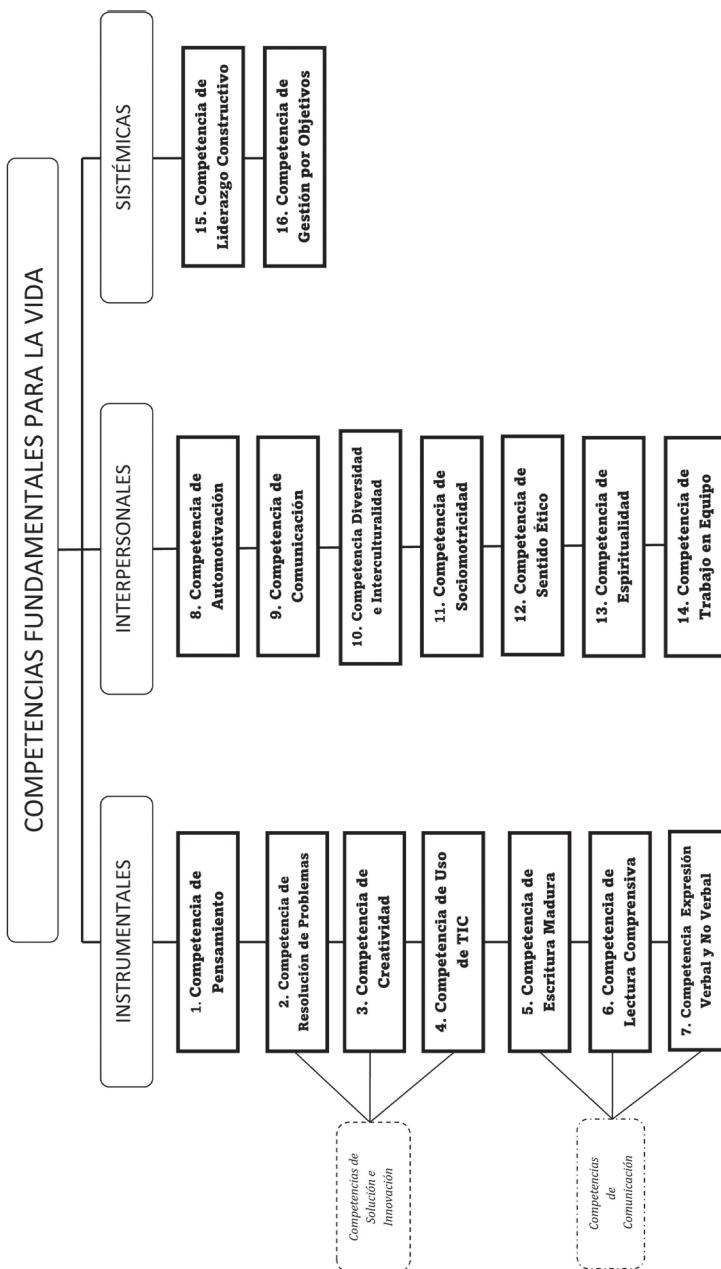 COMPETENCIAS FUNDAMENTALES PARA LA VIDA
INSTRUMENTALES
1. Competencia de
Pensamiento
2. Competencia de
Resolución de Problemas
3. Competencia de
Creatividad
4. Competencia de Uso
de TIC
5. Competencia de
Escritura Madura
6. Competencia de
Lectura Comprensiva
7. Competencia Expresión
Verbal y No Verbal
Competencias de
Solución e
Innovación
Competencias
de
Comunicación
INTERPERSONALES
8. Competencia de
Automotivación
9. Competencia de
Comunicación
10. Competencia Diversidad
e Interculturalidad
11. Competencia de
Sociomotricidad
12. Competencia de
Sentido Ético
13. Competencia de
Espiritualidad
14. Competencia de
Trabajo en Equipo
SISTÉMICAS
15. Competencia de
Liderazgo Constructivo
16. Competencia de
Gestión por Objetivos